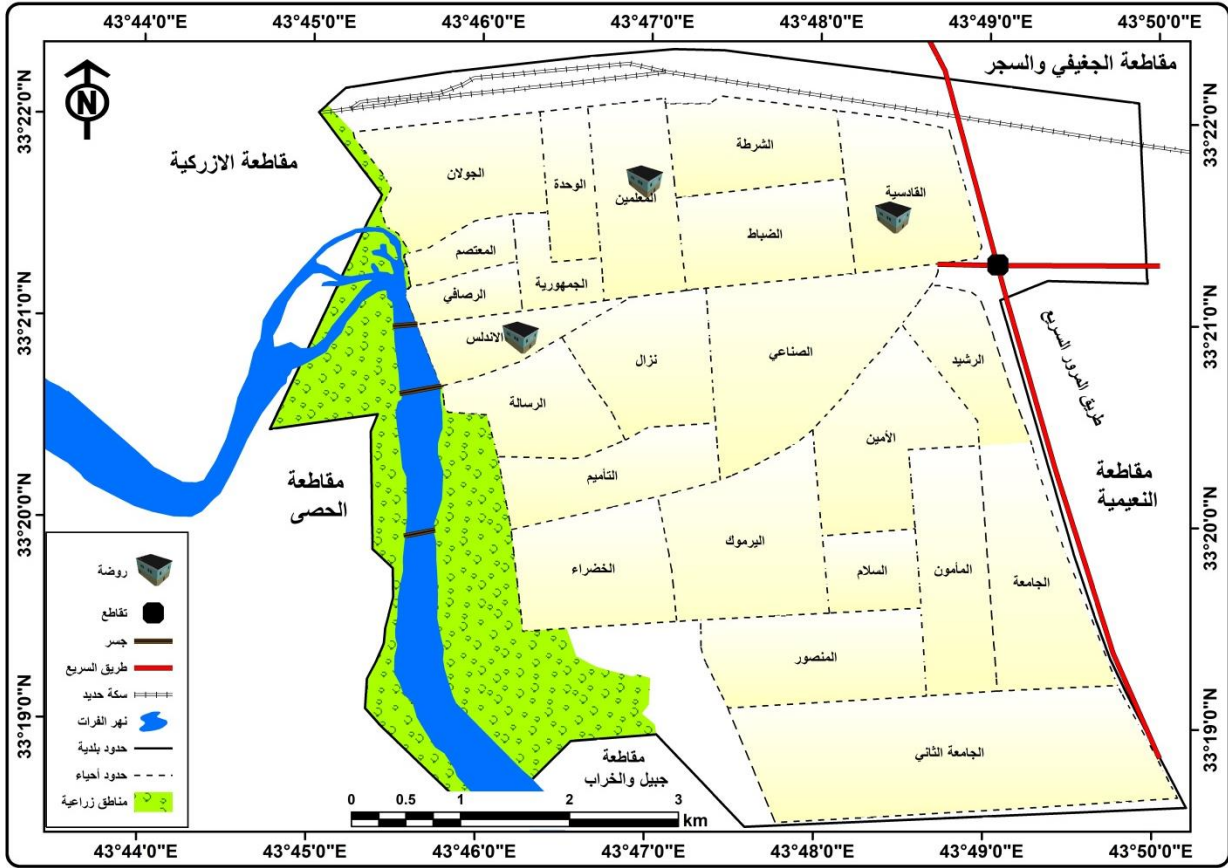 43°44'0"E
43°45'0"E
43°46'0"E
43°47'0"E
43°48'0"E
43°49'0"E
43°50'0"E
مقاطعة الجغيفي والسجر
N
33°22'0"N
33°22'0"N
مقاطعة الازركية
الشرطة
الجولان
الوحدة
المعلمين
القادسية
الضباط
المعتصم
الجمهورية
الرصافي
33°21'0"N
33°21'0"N
الاندلس
نزال
الصناعي
الرشيد
طريق المرور السريع
الرسالة
الأمين
التأميم
مقاطعة
الحصى
مقاطعة
النعيمية
33°20'0"N
33°20'0"N
اليرموك
الخضراء
السلام
المأمون
الجامعة
المنصور
33°19'0"N
33°19'0"N
الجامعة الثاني
مقاطعة
جبيل والخراب
روضة
تقاطع
جسر
طريق السريع
سكة حديد
نهر الفرات
حدود بلدية
حدود أحياء
مناطق زراعية
0 0.5 1 2 3
km
43°44'0"E
43°45'0"E
43°46'0"E
43°47'0"E
43°48'0"E
43°49'0"E
43°50'0"E